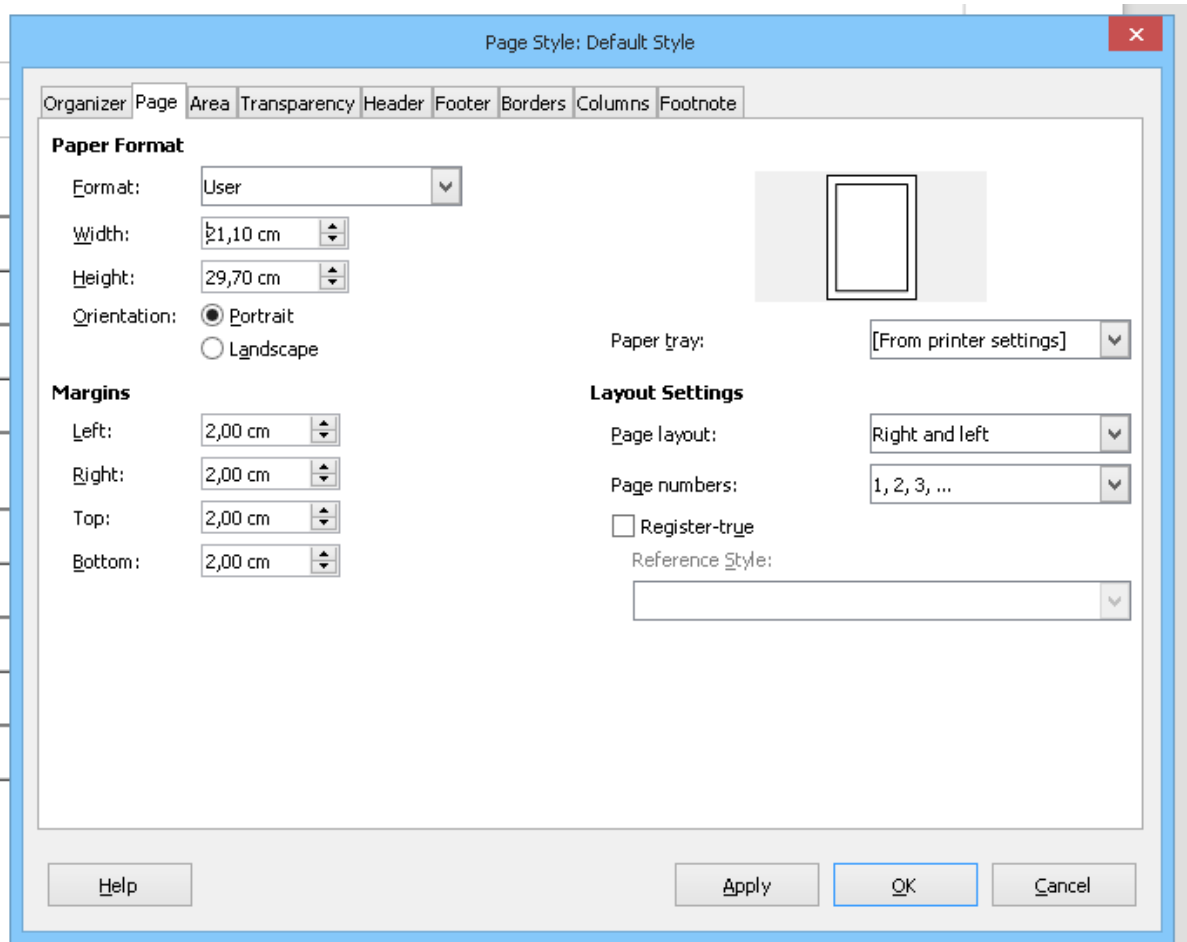 Page Style: Default Style
Organizer Page Area Transparency Header Footer Borders Columns Footnote
Paper Format
Format: User
Width: 21,10 cm
Height: 29,70 cm
Orientation: Portrait
Landscape
Paper tray: [From printer settings]
Margins
Left: 2,00 cm
Right: 2,00 cm
Top: 2,00 cm
Bottom: 2,00 cm
Layout Settings
Page layout: Right and left
Page numbers: 1, 2, 3, ...
Register-true
Reference Style:
Help Apply OK Cancel